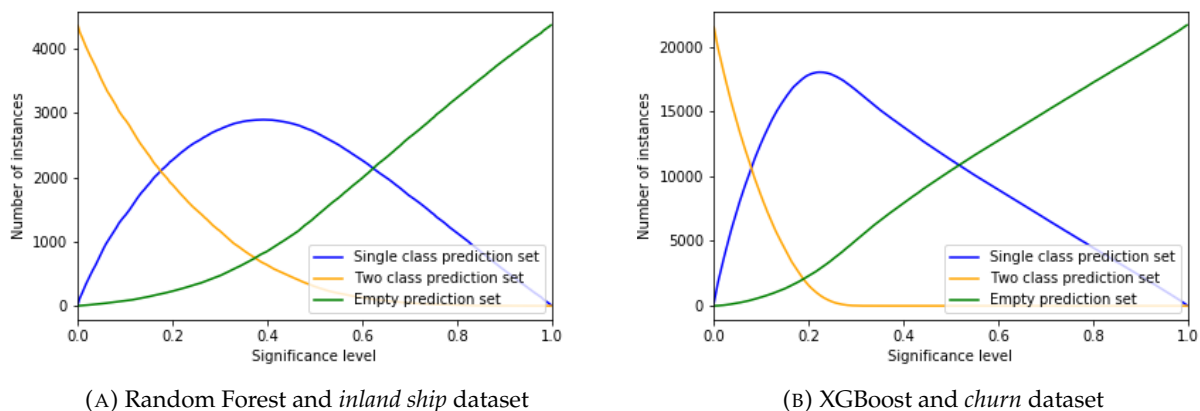 4000
3000
2000
1000
0
Number of instances
Single class prediction set
Two class prediction set
Empty prediction set
0.0 0.2 0.4 0.6 0.8 1.0
Significance level
(A) Random Forest and inland ship dataset
20000
15000
10000
5000
0
Number of instances
Single class prediction set
Two class prediction set
Empty prediction set
0.0 0.2 0.4 0.6 0.8 1.0
Significance level
(B) XGBoost and churn dataset